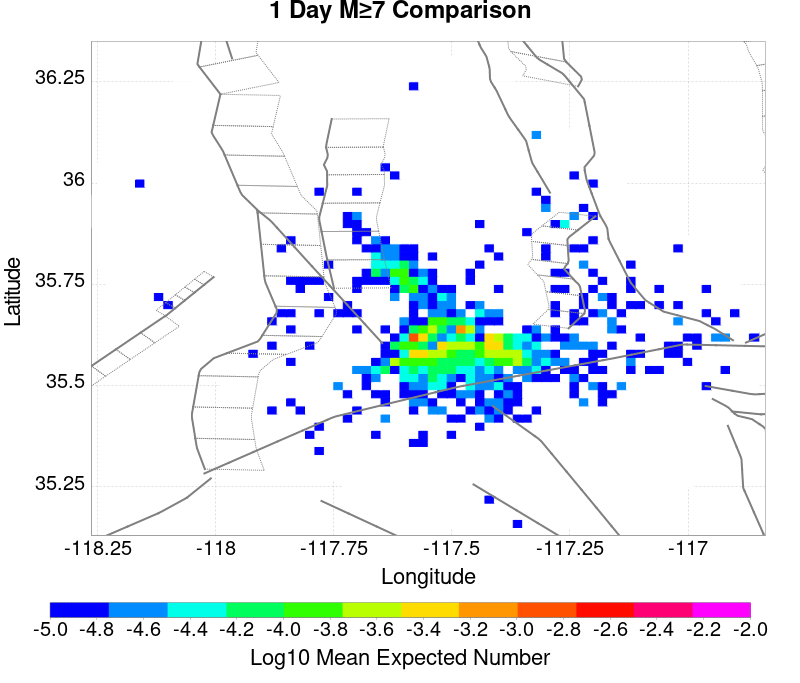 1 Day M≥7 Comparison
36.25
36
35.75
35.5
35.25
Latitude
-118.25 -118 -117.75 -117.5 -117.25 -117
Longitude
-5.0 -4.8 -4.6 -4.4 -4.2 -4.0 -3.8 -3.6 -3.4 -3.2 -3.0 -2.8 -2.6 -2.4 -2.2 -2.0
Log10 Mean Expected Number